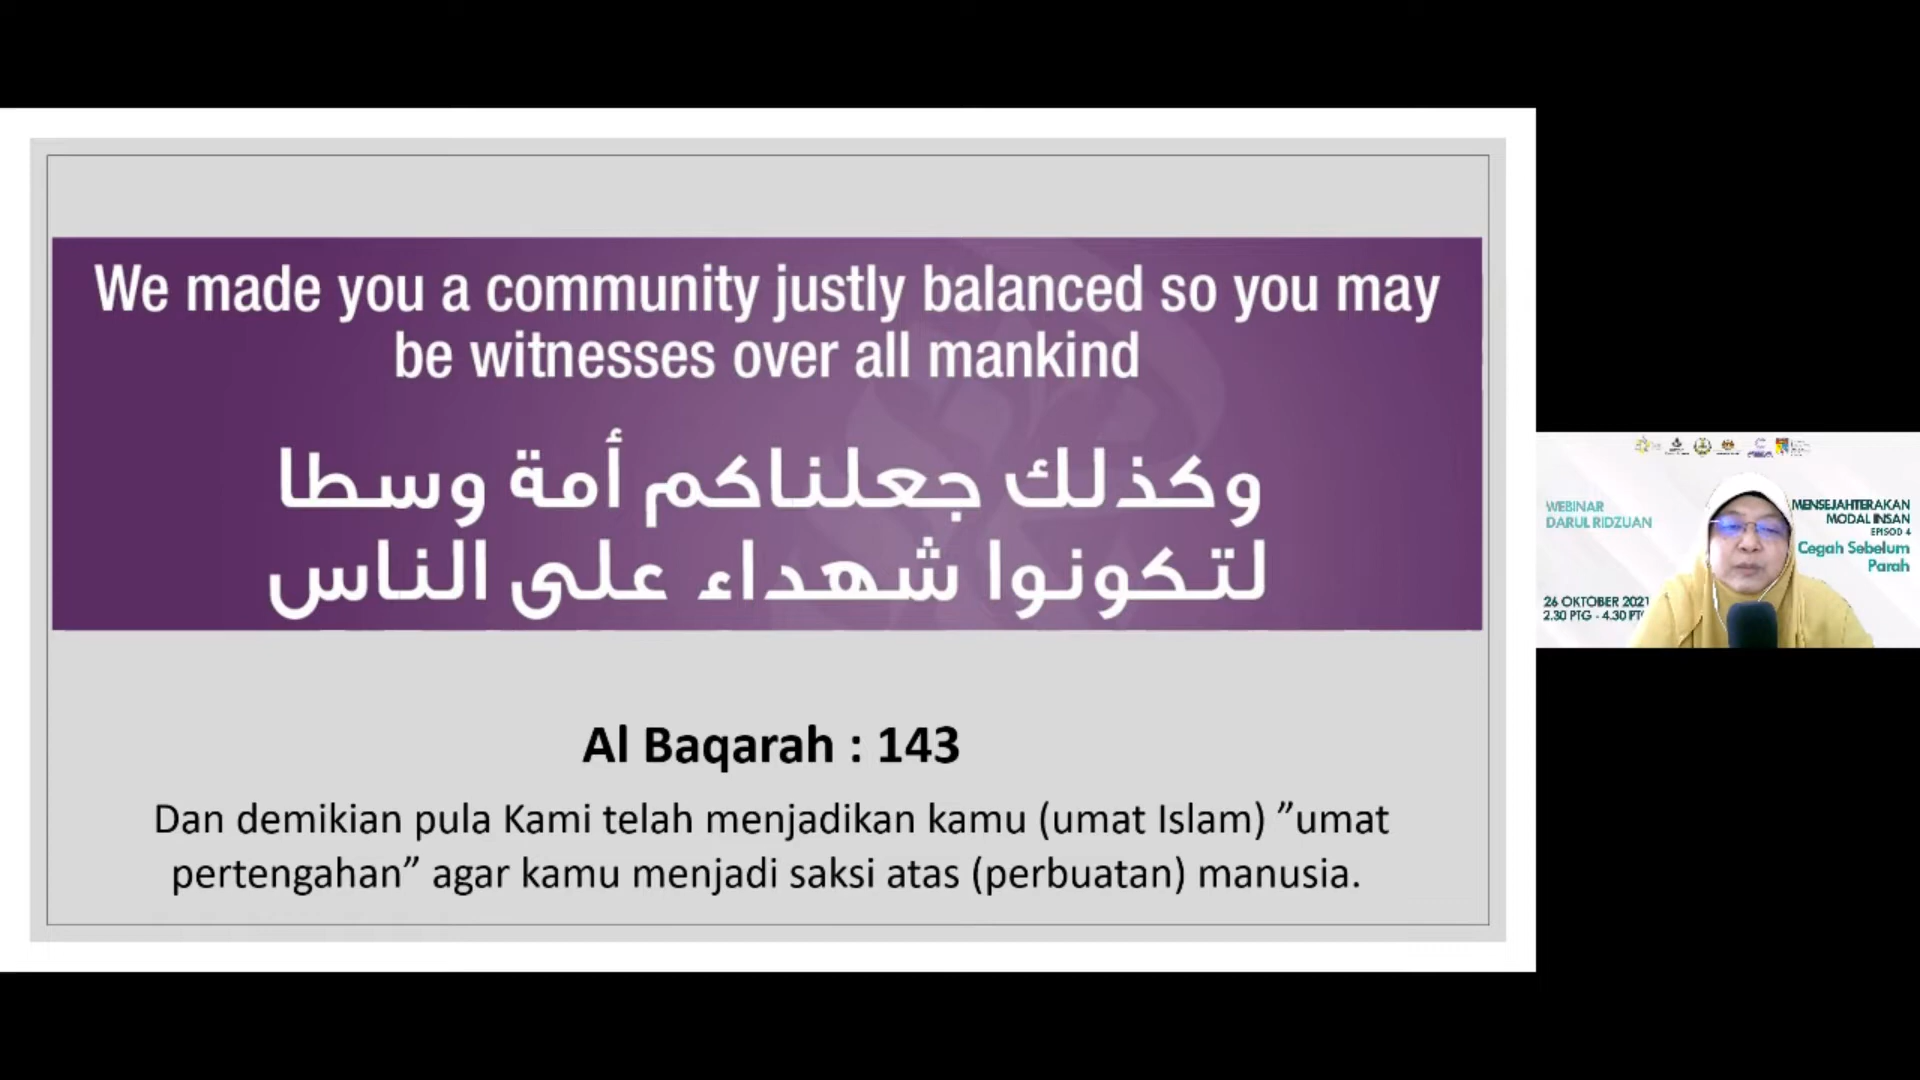 We made you a community justly balanced so you may
be witnesses over all mankind
وكذلك جعلناكم أمة وسطا
لتكونوا شهداء على الناس
Al Baqarah : 143
Dan demikian pula Kami telah menjadikan kamu (umat Islam) ”umat
pertengahan” agar kamu menjadi saksi atas (perbuatan) manusia.
WEBINAR
DARUL RIDZUAN
26 OKTOBER 2021
2.30 PTG - 4.30 PTG
MENSEJAHTERAKAN
MODAL INSAN
EPISOD 4
Cegah Sebelum
Parah